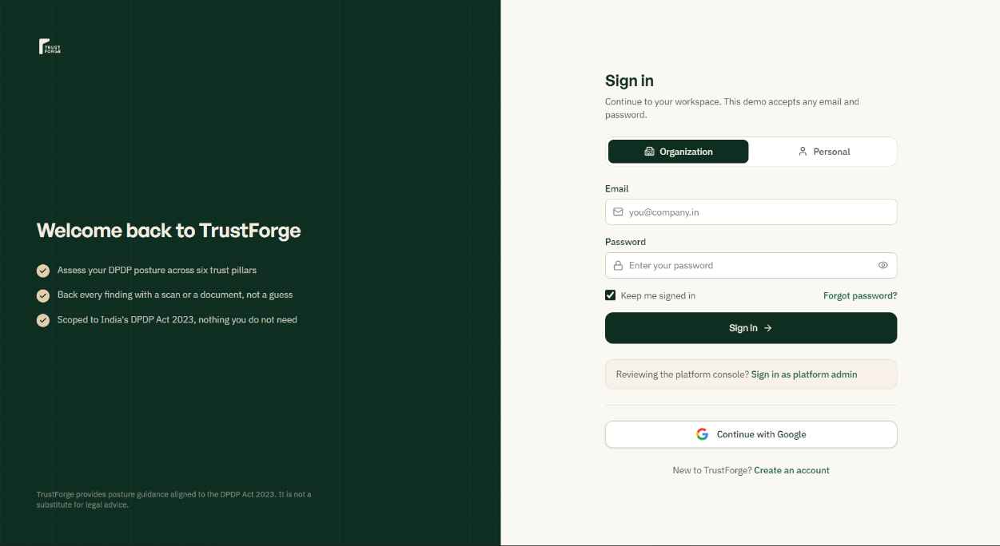 TRUST
FORGE
Welcome back to TrustForge
Assess your DPDP posture across six trust pillars
Back every finding with a scan or a document, not a guess
Scoped to India's DPDP Act 2023, nothing you do not need
TrustForge provides posture guidance aligned to the DPDP Act 2023. It is not a
substitute for legal advice.
Sign in
Continue to your workspace. This demo accepts any email and
password.
Organization
Personal
Email
you@company.in
Password
Enter your password
Keep me signed in
Forgot password?
Sign in →
Reviewing the platform console? Sign in as platform admin
Continue with Google
New to TrustForge? Create an account